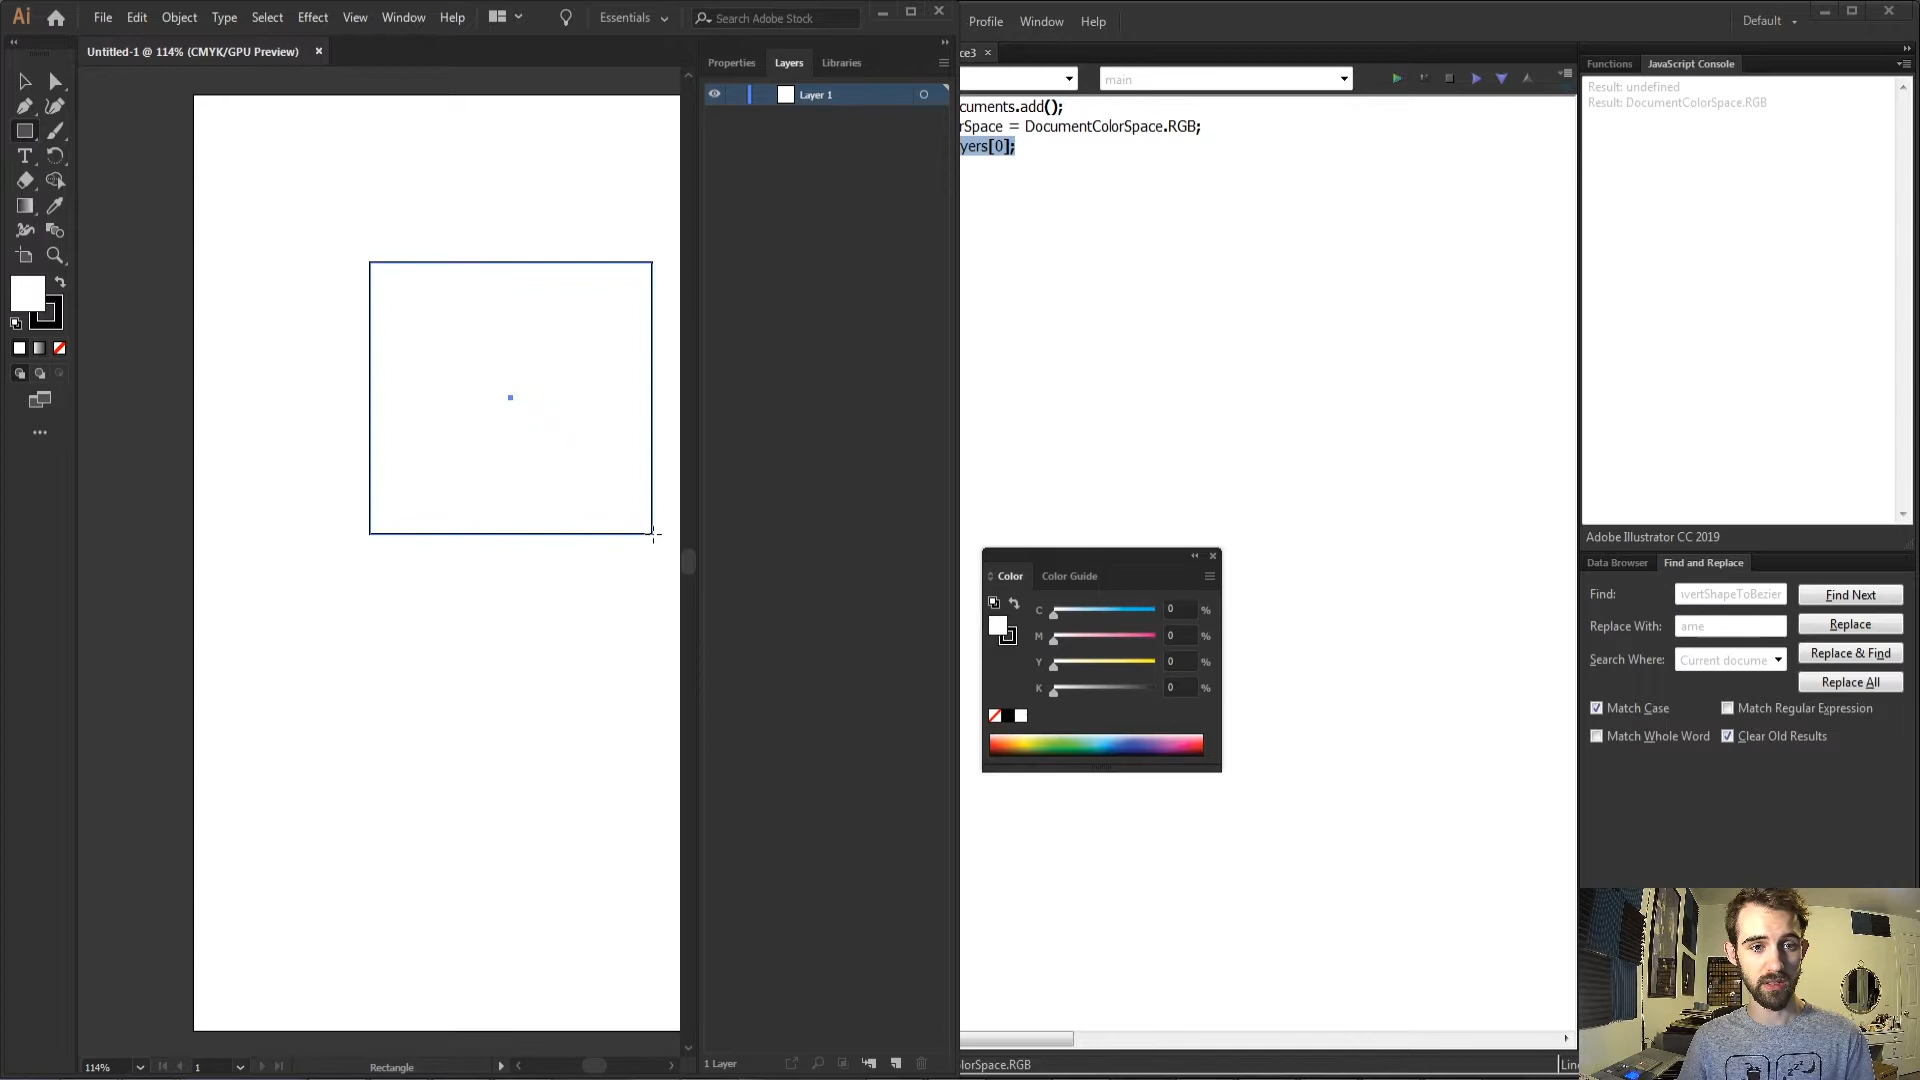 Ai File Edit Object Type Select Effect View Window Help Essentials Search Adobe Stock
Untitled-1 @ 114% (CMYK/GPU Preview)
Properties Layers Libraries
Layer 1
114% 1 Rectangle
1 Layer
Profile Window Help Default
ce3
main
cuments.add();
orSpace = DocumentColorSpace.RGB;
yers[0];
Functions JavaScript Console
Result: undefined
Result: DocumentColorSpace.RGB
Adobe Illustrator CC 2019
Data Browser Find and Replace
Find: nvertShapeToBezier Find Next
Replace With: ame Replace
Search Where: Current docume Replace & Find
Replace All
Match Case Match Regular Expression
Match Whole Word Clear Old Results
Color Color Guide
C 0 %
M 0 %
Y 0 %
K 0 %
lorSpace.RGB Line